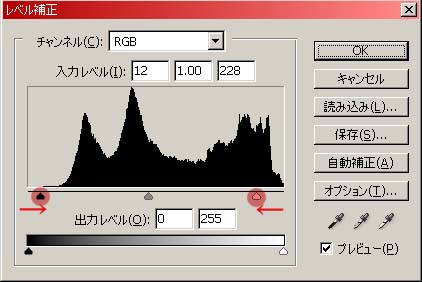 レベル補正
チャンネル(C): RGB
入力レベル(I): 12 1.00 228
出力レベル(O): 0 255
OK
キャンセル
読み込み(L)...
保存(S)...
自動補正(A)
オプション(T)...
プレビュー(P)